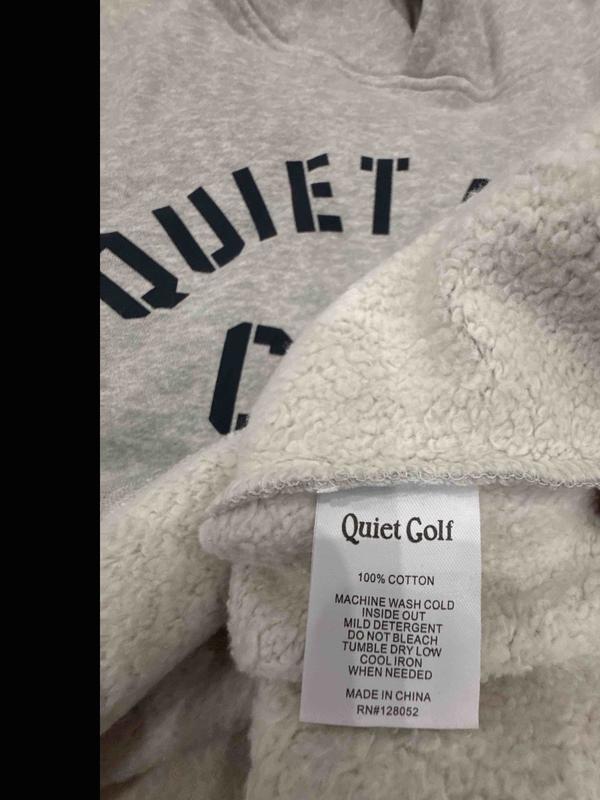 QUIET
C
Quiet Golf
100% COTTON
MACHINE WASH COLD
INSIDE OUT
MILD DETERGENT
DO NOT BLEACH
TUMBLE DRY LOW
COOL IRON
WHEN NEEDED
MADE IN CHINA
RN#128052